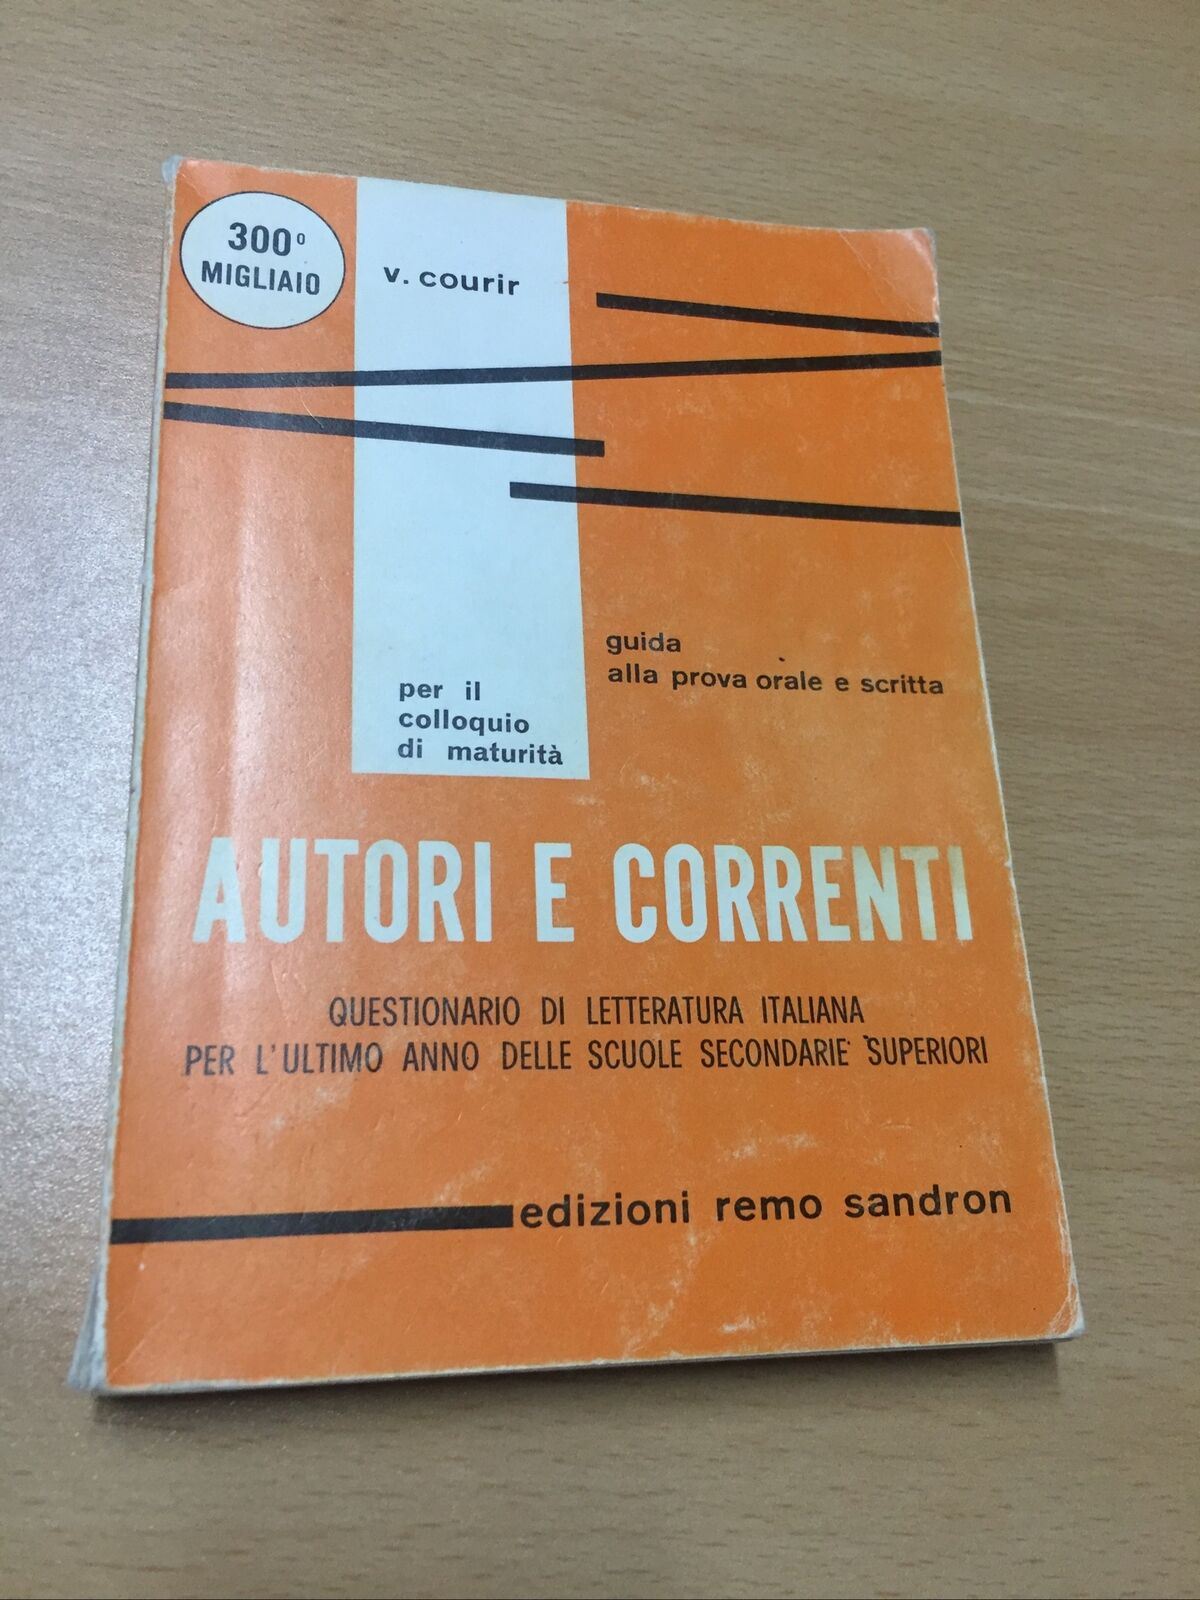 300°
MIGLIAIO
v. courir
guida
alla prova orale e scritta
per il
colloquio
di maturità
AUTORI E CORRENTI
QUESTIONARIO DI LETTERATURA ITALIANA
PER L'ULTIMO ANNO DELLE SCUOLE SECONDARIE SUPERIORI
edizioni remo sandron